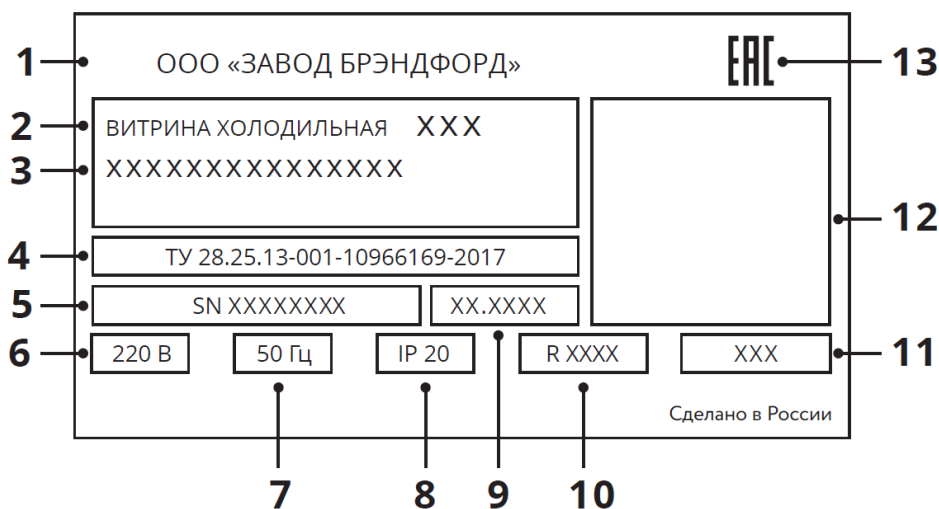 1
ООО «ЗАВОД БРЭНДФОРД»
ЕАС
13
2
ВИТРИНА ХОЛОДИЛЬНАЯ XXX
3
XXXXXXXXXXXXXXX
12
4
ТУ 28.25.13-001-10966169-2017
5
SN XXXXXXXX
XX.XXXX
6
220 В
50 Гц
IP 20
R XXXX
XXX
11
Сделано в России
7
8
9
10